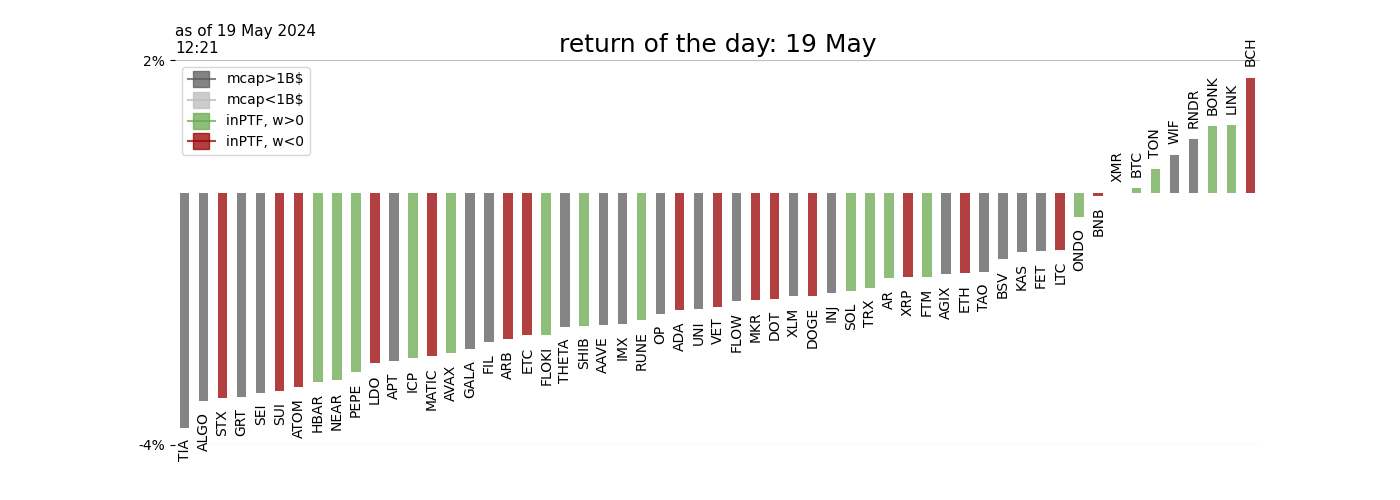 as of 19 May 2024
12:21
return of the day: 19 May
2%
mcap>1B$
mcap<1B$
inPTF, w>0
inPTF, w<0
-4%
TIA
ALGO
STX
GRT
SEI
SUI
ATOM
HBAR
NEAR
PEPE
LDO
APT
ICP
MATIC
AVAX
GALA
FIL
ARB
ETC
FLOKI
THETA
SHIB
AAVE
IMX
RUNE
OP
ADA
UNI
VET
FLOW
MKR
DOT
XLM
DOGE
INJ
SOL
TRX
AR
XRP
FTM
AGIX
ETH
TAO
BSV
KAS
FET
LTC
ONDO
BNB
XMR
BTC
TON
WIF
RNDR
BONK
LINK
BCH